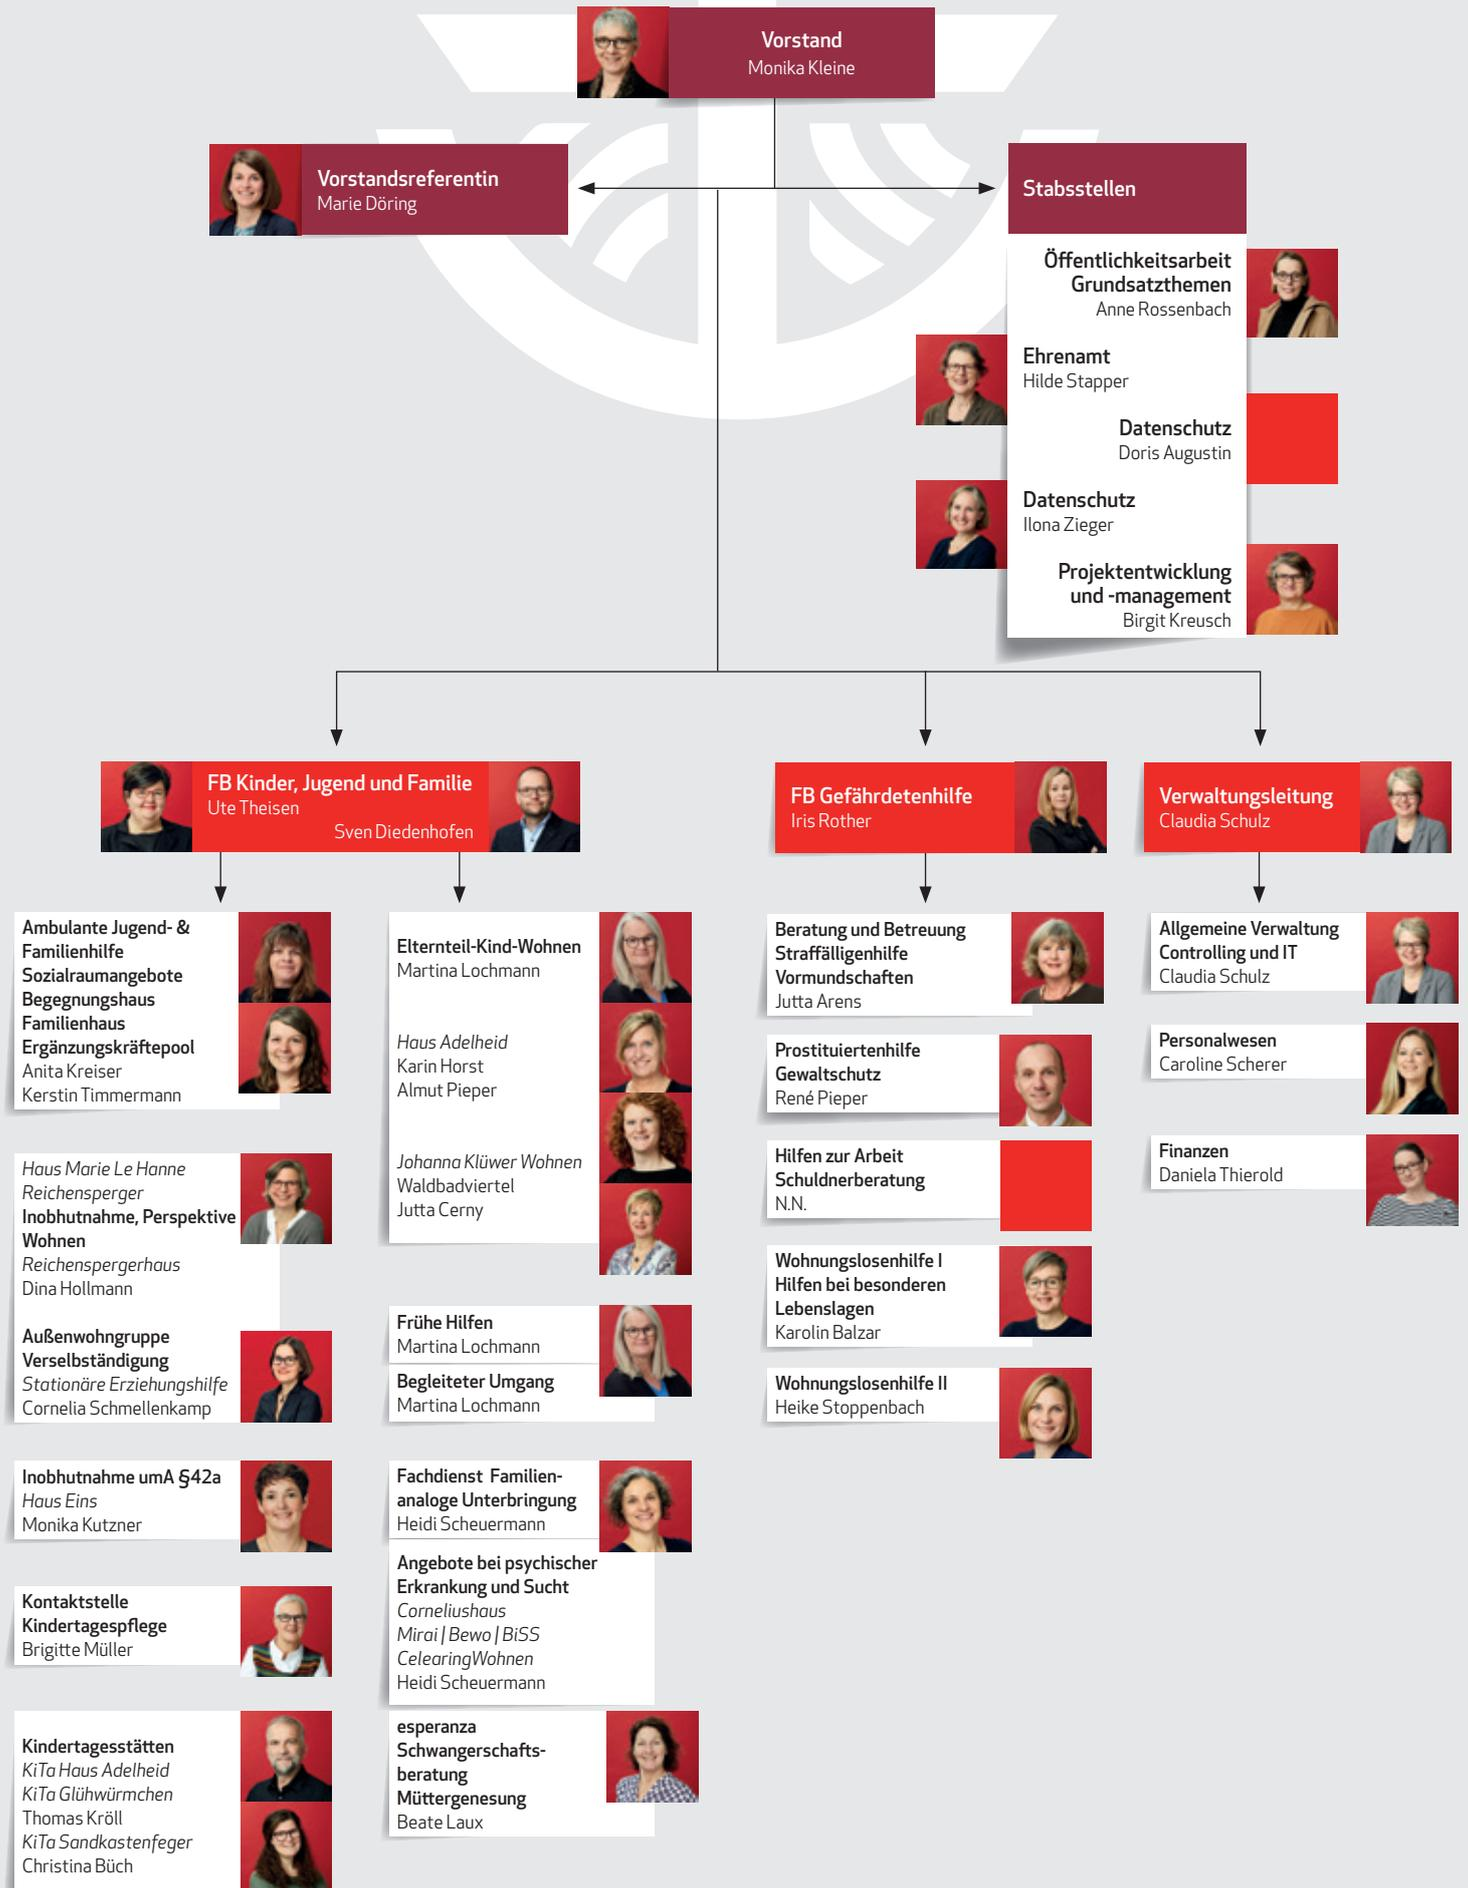 Vorstand
Monika Kleine
Vorstandsreferentin
Marie Döring
Stabsstellen
Öffentlichkeitsarbeit
Grundsatzthemen
Anne Rossenbach
Ehrenamt
Hilde Stapper
Datenschutz
Doris Augustin
Datenschutz
Ilona Zieger
Projektentwicklung
und -management
Birgit Kreusch
FB Kinder, Jugend und Familie
Ute Theisen
Sven Diedenhofen
FB Gefährdetenhilfe
Iris Rother
Verwaltungsleitung
Claudia Schulz
Ambulante Jugend- &
Familienhilfe
Sozialraumangebote
Begegnungshaus
Familienhaus
Ergänzungskräftepool
Anita Kreiser
Kerstin Timmermann
Haus Marie Le Hanne
Reichensperger
Inobhutnahme, Perspektive
Wohnen
Reichenspergerhaus
Dina Hollmann
Außenwohngruppe
Verselbständigung
Stationäre Erziehungshilfe
Cornelia Schmellenkamp
Inobhutnahme umA §42a
Haus Eins
Monika Kutzner
Kontaktstelle
Kindertagespflege
Brigitte Müller
Kindertagesstätten
KiTa Haus Adelheid
KiTa Glühwürmchen
Thomas Kröll
KiTa Sandkastenfeger
Christina Büch
Elternteil-Kind-Wohnen
Martina Lochmann
Haus Adelheid
Karin Horst
Almut Pieper
Johanna Klüwer Wohnen
Waldbadviertel
Jutta Cerny
Frühe Hilfen
Martina Lochmann
Begleiteter Umgang
Martina Lochmann
Fachdienst Familien-
analoge Unterbringung
Heidi Scheuermann
Angebote bei psychischer
Erkrankung und Sucht
Corneliushaus
Mirai | Bewo | BiSS
CelearingWohnen
Heidi Scheuermann
esperanza
Schwangerschafts-
beratung
Müttergenesung
Beate Laux
Beratung und Betreuung
Straffälligenhilfe
Vormundschaften
Jutta Arens
Prostituiertenhilfe
Gewaltschutz
René Pieper
Hilfen zur Arbeit
Schuldnerberatung
N.N.
Wohnungslosenhilfe I
Hilfen bei besonderen
Lebenslagen
Karolin Balzar
Wohnungslosenhilfe II
Heike Stoppenbach
Allgemeine Verwaltung
Controlling und IT
Claudia Schulz
Personalwesen
Caroline Scherer
Finanzen
Daniela Thierold